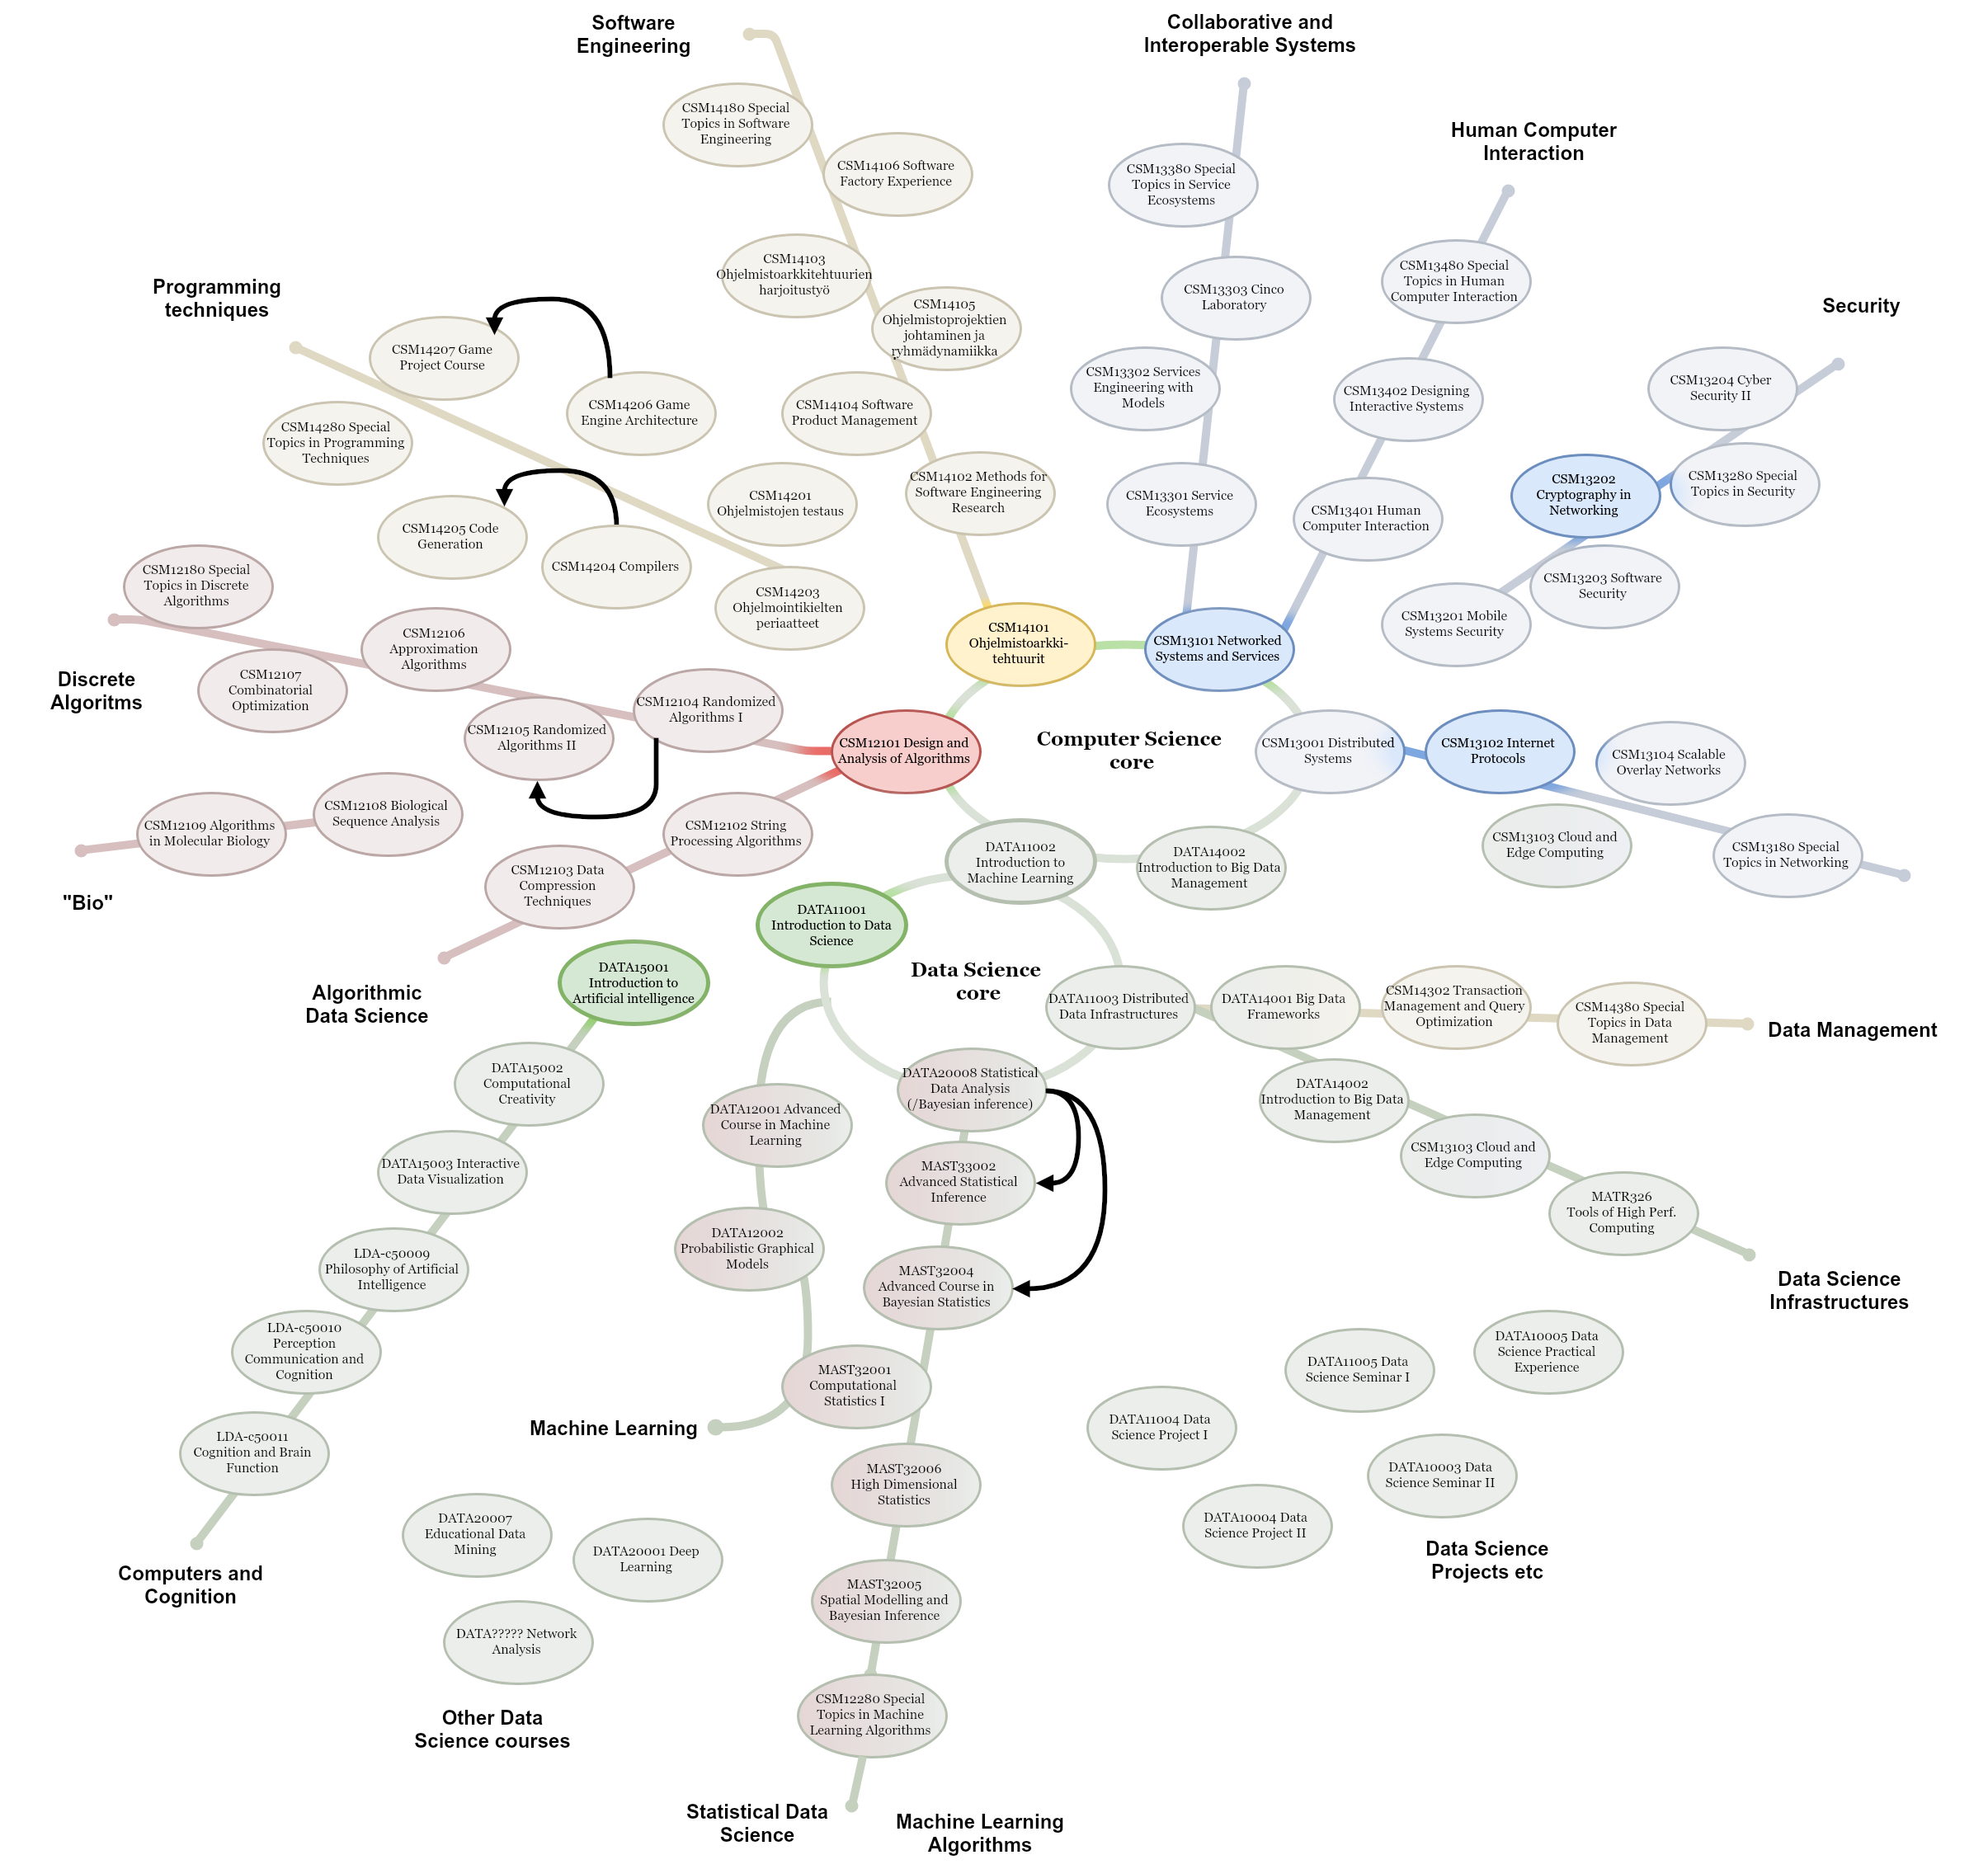 Software
Engineering
Collaborative and
Interoperable Systems
CSM14180 Special
Topics in Software
Engineering
CSM14106 Software
Factory Experience
CSM13380 Special
Topics in Service
Ecosystems
Human Computer
Interaction
CSM14103
Ohjelmistoarkkitehtuurien
harjoitustyö
CSM14105
Ohjelmistoprojektien
johtaminen ja
ryhmädynamiikka
CSM13303 Cinco
Laboratory
CSM13480 Special
Topics in Human
Computer Interaction
Security
Programming
techniques
CSM14207 Game
Project Course
CSM14206 Game
Engine Architecture
CSM14104 Software
Product Management
CSM13302 Services
Engineering with
Models
CSM13402 Designing
Interactive Systems
CSM13204 Cyber
Security II
CSM14280 Special
Topics in Programming
Techniques
CSM14201
Ohjelmistojen testaus
CSM14102 Methods for
Software Engineering
Research
CSM13301 Service
Ecosystems
CSM13401 Human
Computer Interaction
CSM13202
Cryptography in
Networking
CSM13280 Special
Topics in Security
CSM14205 Code
Generation
CSM14204 Compilers
CSM14203
Ohjelmointikielten
periaatteet
CSM13203 Software
Security
CSM13201 Mobile
Systems Security
CSM12180 Special
Topics in Discrete
Algorithms
CSM12106
Approximation
Algorithms
CSM14101
Ohjelmistoarkki-
tehtuurit
CSM13101 Networked
Systems and Services
Discrete
Algoritms
CSM12107
Combinatorial
Optimization
CSM12104 Randomized
Algorithms I
CSM12105 Randomized
Algorithms II
CSM12101 Design and
Analysis of Algorithms
Computer Science
core
CSM13001 Distributed
Systems
CSM13102 Internet
Protocols
CSM13104 Scalable
Overlay Networks
CSM12109 Algorithms
in Molecular Biology
CSM12108 Biological
Sequence Analysis
CSM12102 String
Processing Algorithms
DATA11002
Introduction to
Machine Learning
DATA14002
Introduction to Big Data
Management
CSM13103 Cloud and
Edge Computing
CSM13180 Special
Topics in Networking
"Bio"
CSM12103 Data
Compression
Techniques
DATA11001
Introduction to Data
Science
Algorithmic
Data Science
DATA15001
Introduction to
Artificial intelligence
Data Science
core
DATA11003 Distributed
Data Infrastructures
DATA14001 Big Data
Frameworks
CSM14302 Transaction
Management and Query
Optimization
CSM14380 Special
Topics in Data
Management
Data Management
DATA15002
Computational
Creativity
DATA12001 Advanced
Course in Machine
Learning
DATA20008 Statistical
Data Analysis
(/Bayesian inference)
DATA14002
Introduction to Big Data
Management
CSM13103 Cloud and
Edge Computing
DATA15003 Interactive
Data Visualization
MAST33002
Advanced Statistical
Inference
MATR326
Tools of High Perf.
Computing
LDA-c50009
Philosophy of Artificial
Intelligence
DATA12002
Probabilistic Graphical
Models
MAST32004
Advanced Course in
Bayesian Statistics
Data Science
Infrastructures
LDA-c50010
Perception
Communication and
Cognition
MAST32001
Computational
Statistics I
DATA11005 Data
Science Seminar I
DATA10005 Data
Science Practical
Experience
Machine Learning
DATA11004 Data
Science Project I
LDA-c50011
Cognition and Brain
Function
MAST32006
High Dimensional
Statistics
DATA10003 Data
Science Seminar II
DATA10004 Data
Science Project II
DATA20007
Educational Data
Mining
DATA20001 Deep
Learning
Data Science
Projects etc
Computers and
Cognition
MAST32005
Spatial Modelling and
Bayesian Inference
DATA????? Network
Analysis
CSM12280 Special
Topics in Machine
Learning Algorithms
Other Data
Science courses
Statistical Data
Science
Machine Learning
Algorithms